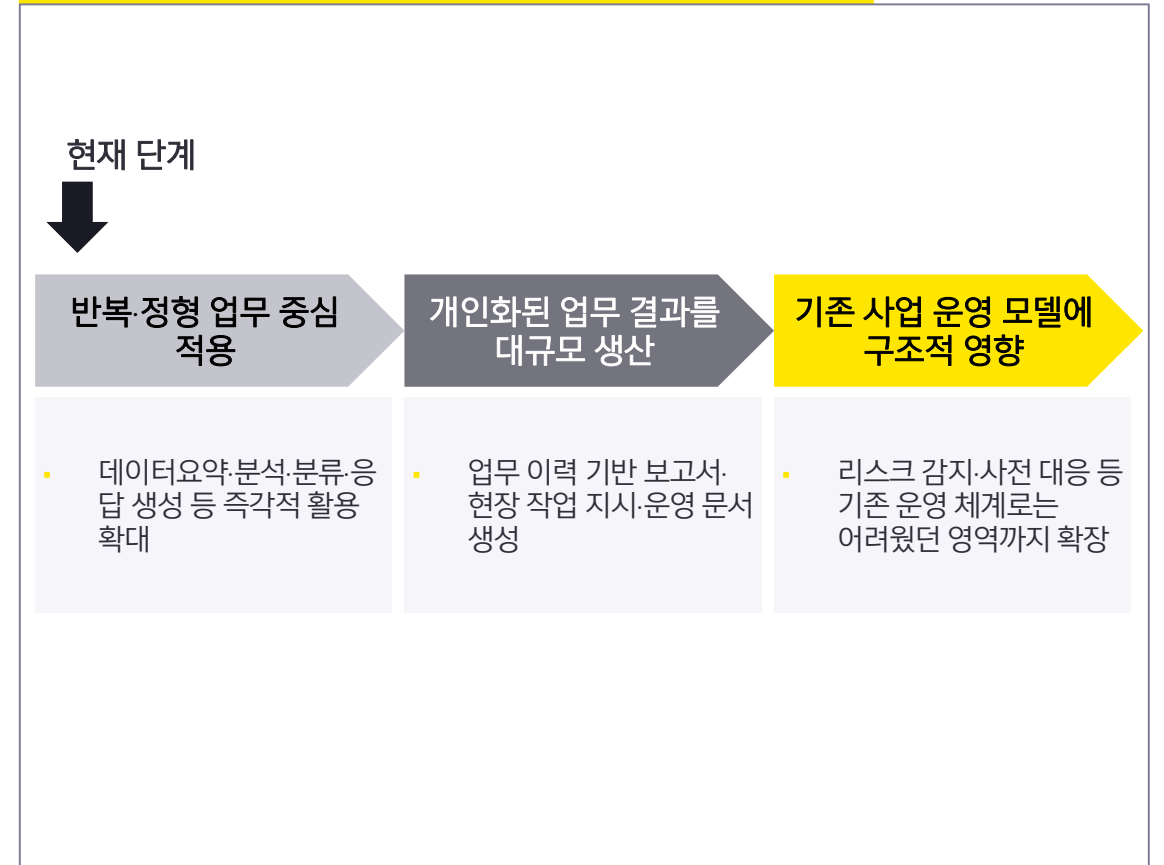 현재 단계
반복·정형 업무 중심
적용
개인화된 업무 결과를
대규모 생산
기존 사업 운영 모델에
구조적 영향
데이터요약·분석·분류·응
답 생성 등 즉각적 활용
확대
업무 이력 기반 보고서·
현장 작업 지시·운영 문서
생성
리스크 감지·사전 대응 등
기존 운영 체계로는
어려웠던 영역까지 확장